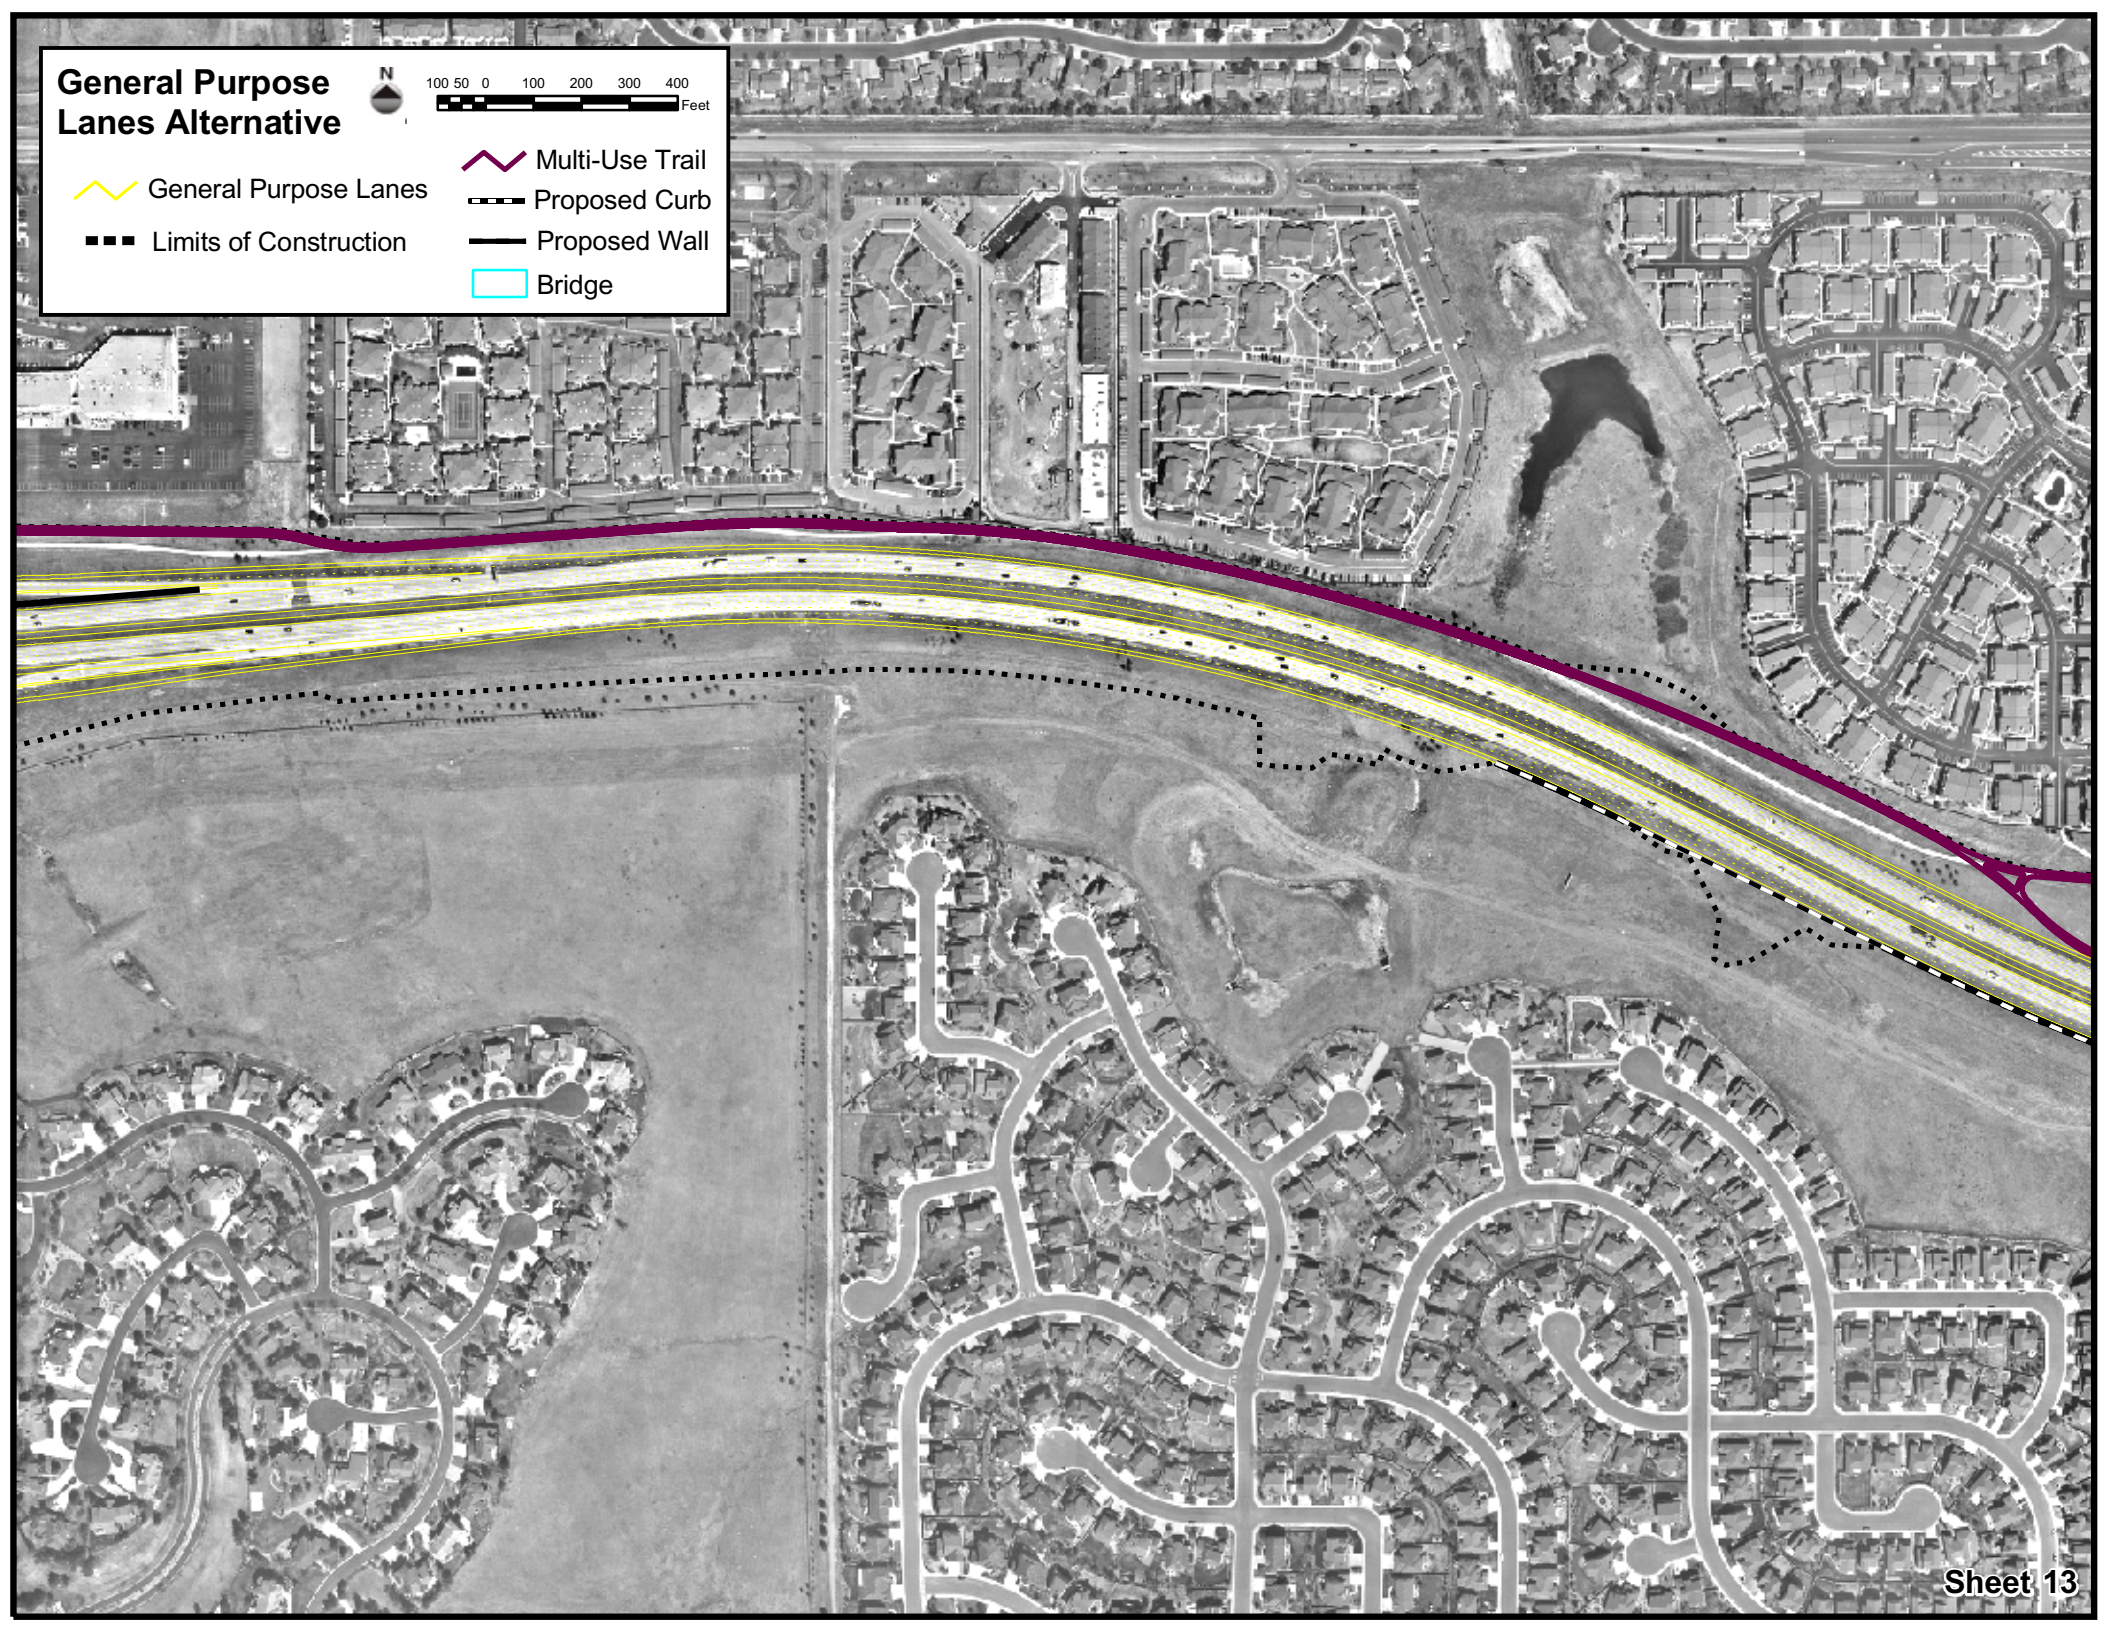 General Purpose
Lanes Alternative
N
100 50 0 100 200 300 400
Feet
General Purpose Lanes
Limits of Construction
Multi-Use Trail
Proposed Curb
Proposed Wall
Bridge
Sheet 13